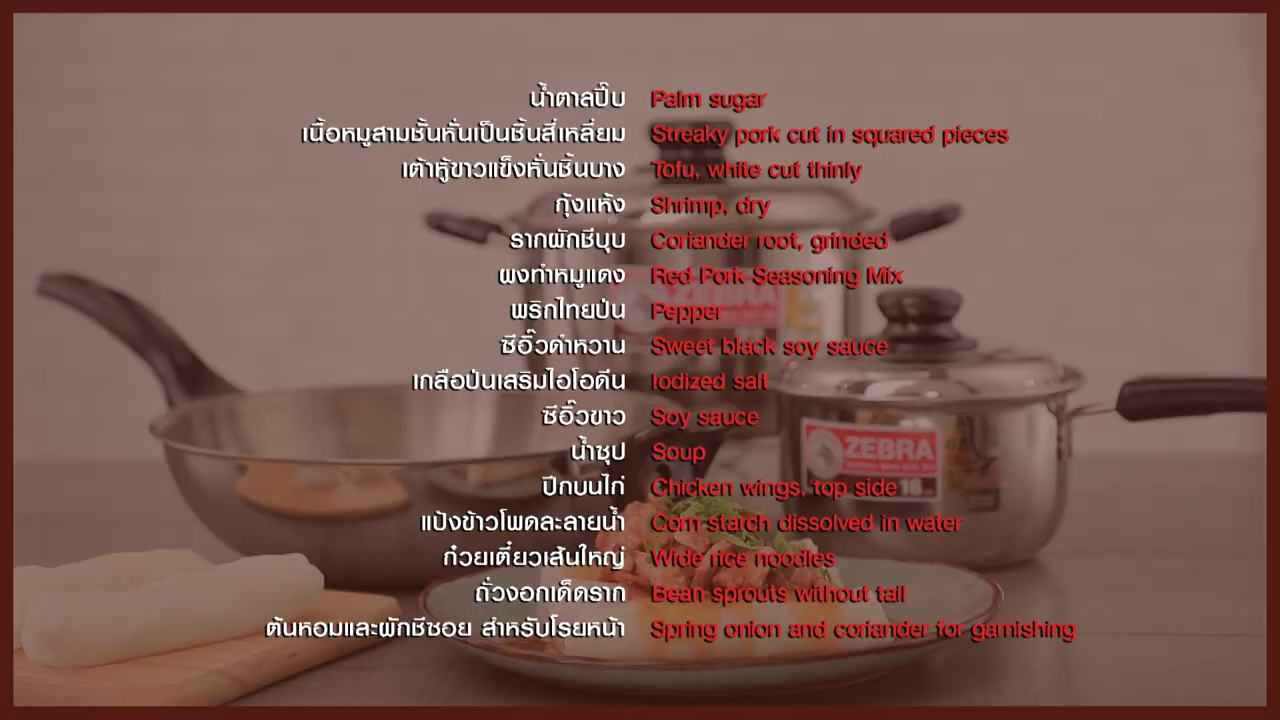 น้ำตาลปี๊บ Palm sugar
เนื้อหมูสามชั้นหั่นเป็นชิ้นสี่เหลี่ยม Streaky pork cut in squared pieces
เต้าหู้ขาวแข็งหั่นชิ้นบาง Tofu, white cut thinly
กุ้งแห้ง Shrimp, dry
รากผักชีบุบ Coriander root, grinded
ผงทำหมูแดง Red Pork Seasoning Mix
พริกไทยป่น Pepper
ซีอิ๊วดำหวาน Sweet black soy sauce
เกลือป่นเสริมไอโอดีน Iodized salt
ซีอิ๊วขาว Soy sauce
น้ำซุป Soup
ปีกบนไก่ Chicken wings, top side
แป้งข้าวโพดละลายน้ำ Corn starch dissolved in water
ก๋วยเตี๋ยวเส้นใหญ่ Wide rice noodles
ถั่วงอกเด็ดราก Bean sprouts without tail
ต้นหอมและผักชีซอย สำหรับโรยหน้า Spring onion and coriander for garnishing
ZEBRA
ZEBRA
16